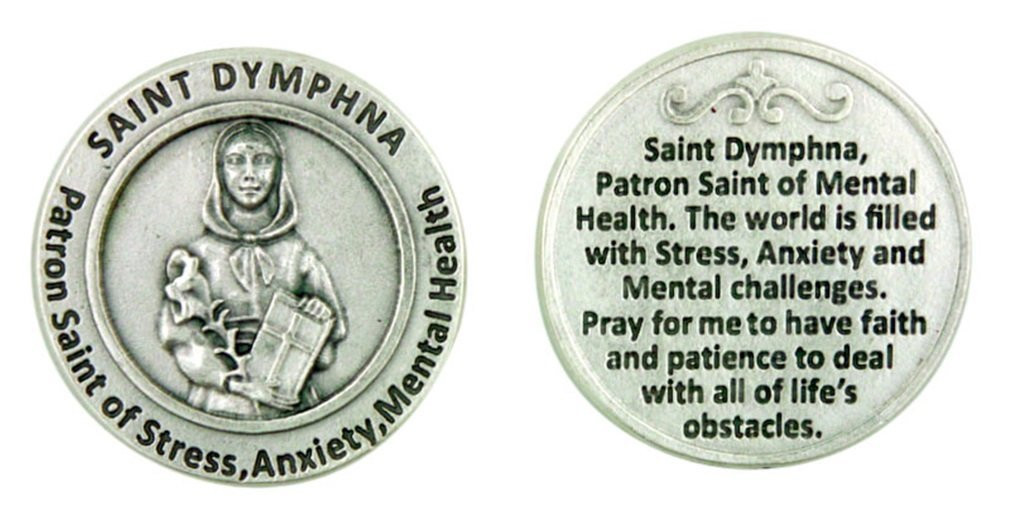 SAINT DYMPHNA
Patron Saint of Stress,Anxiety,Mental Health
Saint Dymphna,
Patron Saint of Mental
Health. The world is filled
with Stress, Anxiety and
Mental challenges.
Pray for me to have faith
and patience to deal
with all of life's
obstacles.